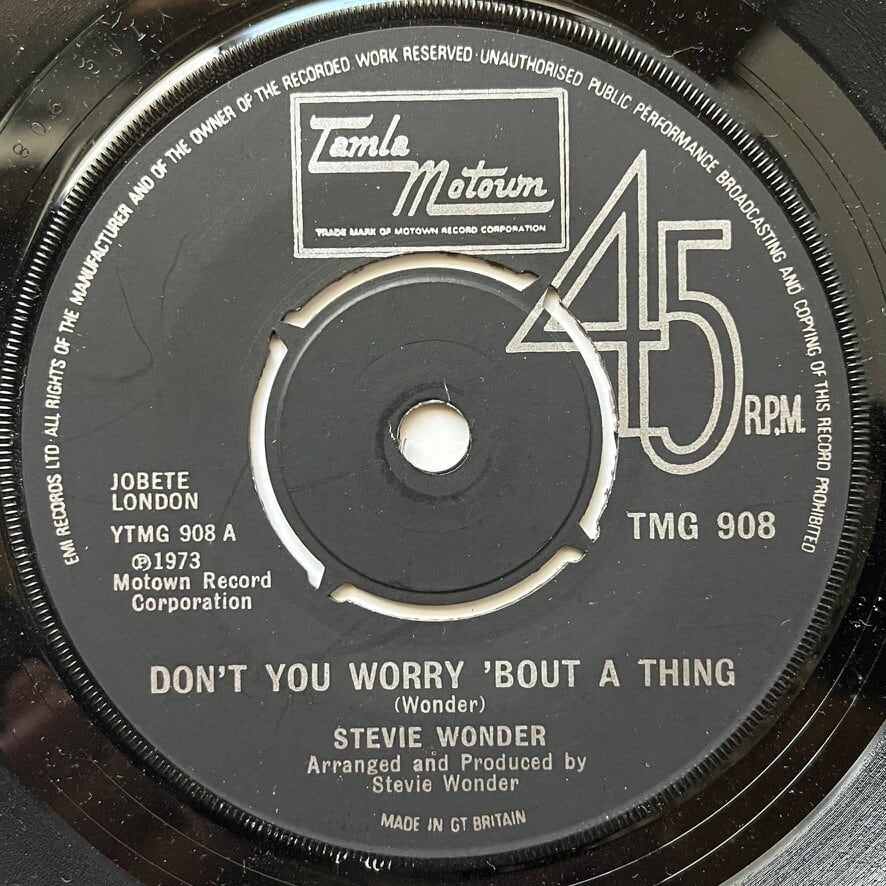 EMI RECORDS LTD · ALL RIGHTS OF THE MANUFACTURER AND OF THE OWNER OF THE RECORDED WORK RESERVED · UNAUTHORISED PUBLIC PERFORMANCE BROADCASTING AND COPYING OF THIS RECORD PROHIBITED
Tamla
Motown
TRADE MARK OF MOTOWN RECORD CORPORATION
45
R.P.M.
JOBETE
LONDON
YTMG 908 A
℗1973
Motown Record
Corporation
TMG 908
DON'T YOU WORRY 'BOUT A THING
(Wonder)
STEVIE WONDER
Arranged and Produced by
Stevie Wonder
MADE IN GT. BRITAIN